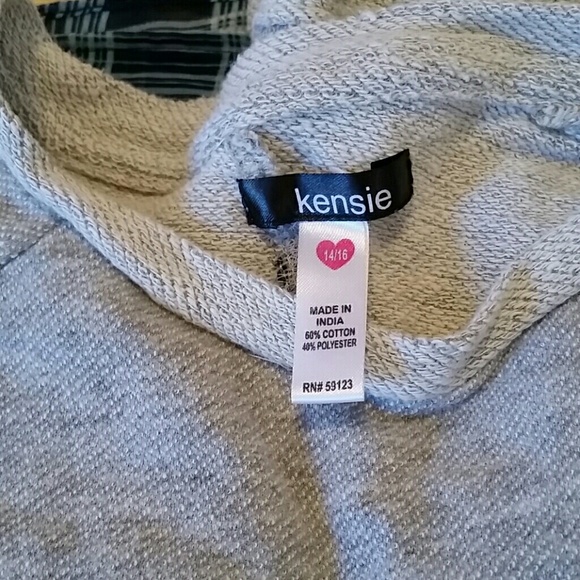 kensie
14/16
MADE IN
INDIA
60% COTTON
40% POLYESTER
RN# 59123